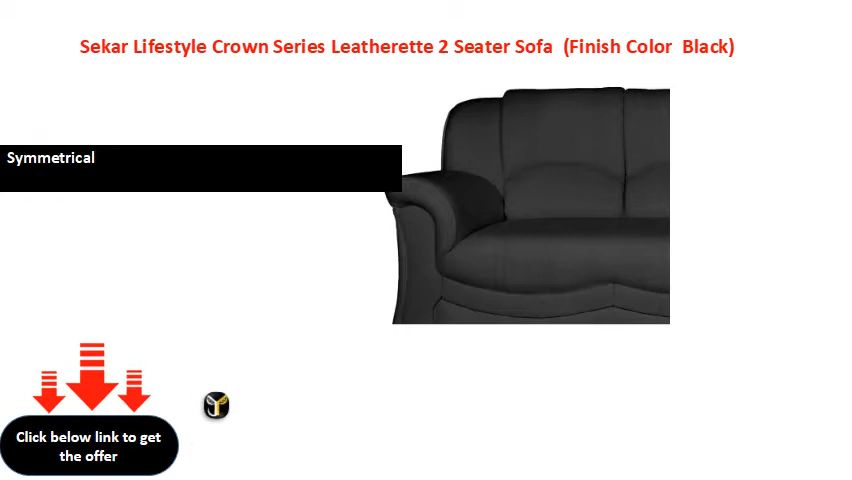 Sekar Lifestyle Crown Series Leatherette 2 Seater Sofa  (Finish Color  Black)
Symmetrical
Click below link to get
the offer